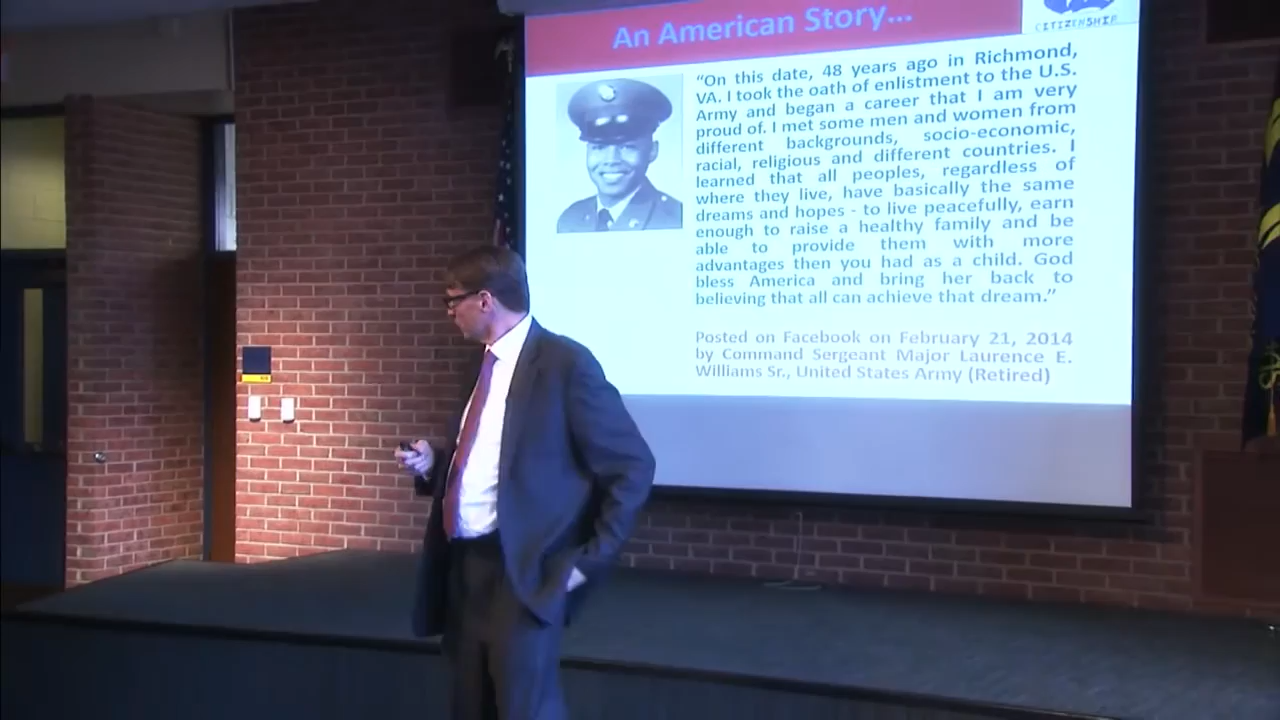 An American Story...
CITIZENSHIP
“On this date, 48 years ago in Richmond,
VA. I took the oath of enlistment to the U.S.
Army and began a career that I am very
proud of. I met some men and women from
different backgrounds, socio-economic,
racial, religious and different countries. I
learned that all peoples, regardless of
where they live, have basically the same
dreams and hopes - to live peacefully, earn
enough to raise a healthy family and be
able to provide them with more
advantages then you had as a child. God
bless America and bring her back to
believing that all can achieve that dream.”
Posted on Facebook on February 21, 2014
by Command Sergeant Major Laurence E.
Williams Sr., United States Army (Retired)